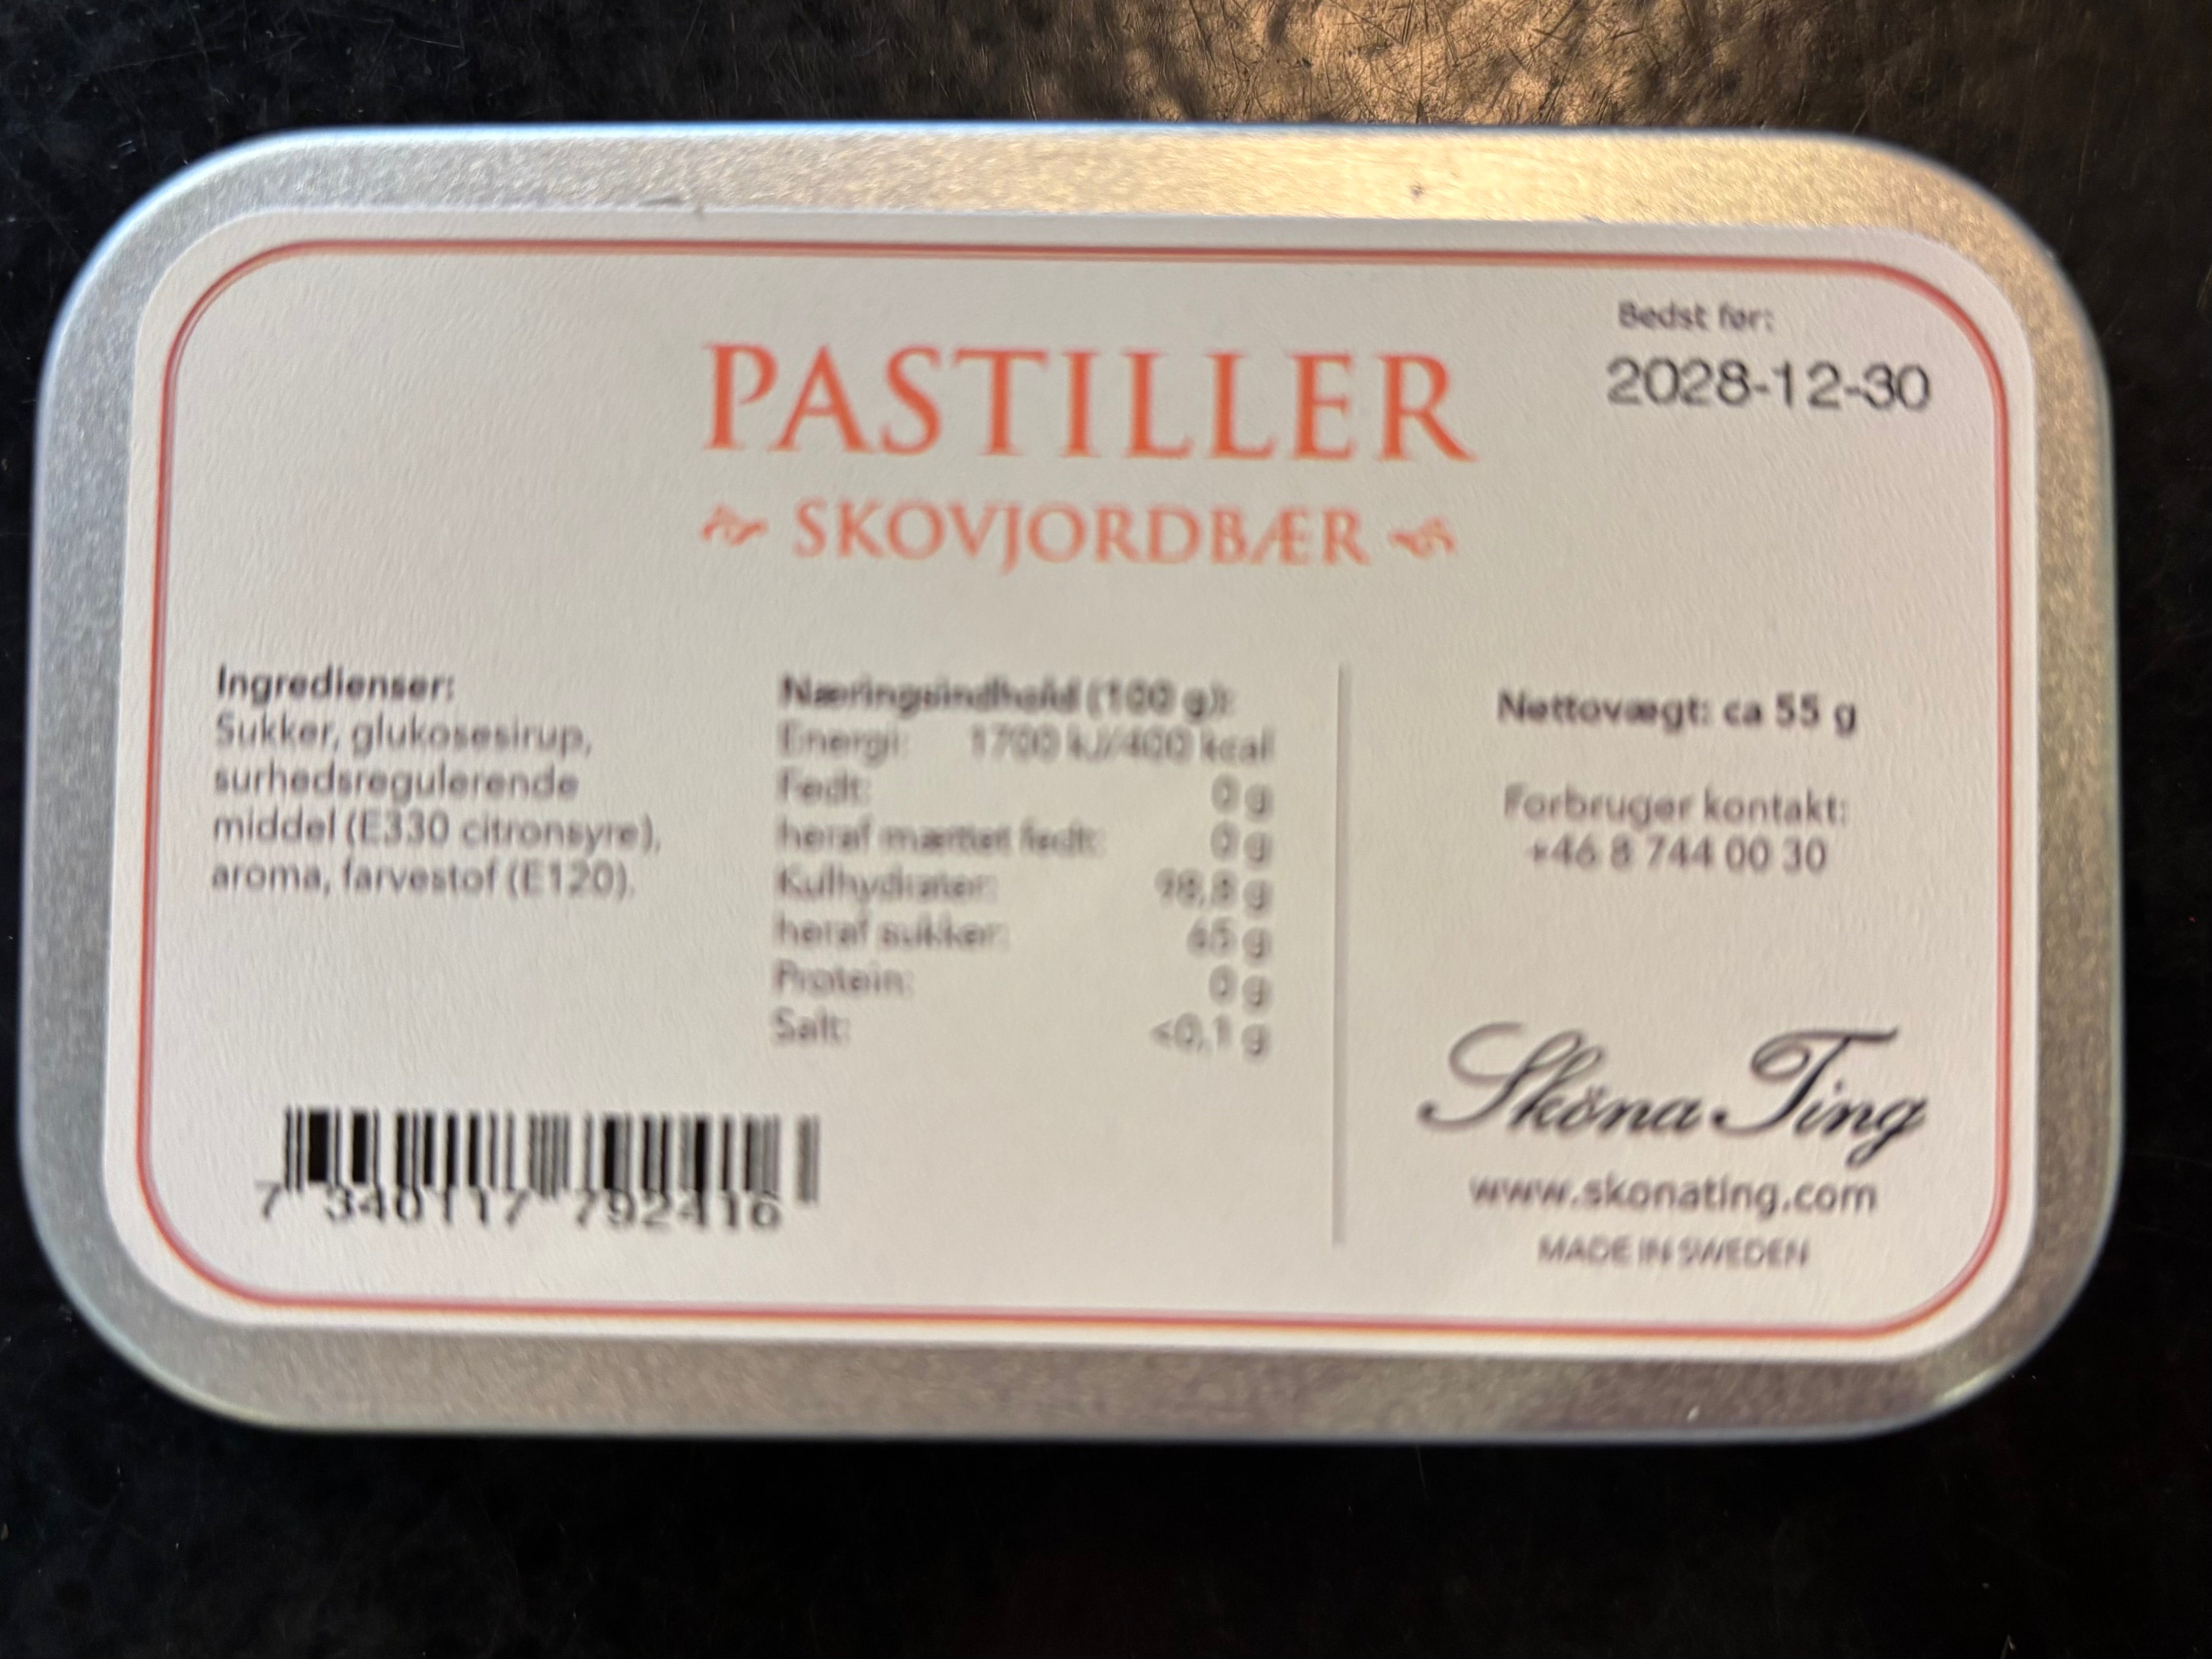 Bedst før:
2028-12-30
PASTILLER
SKOVJORDBÆR
Ingredienser:
Sukker, glukosesirup,
surhedsregulerende
middel (E330 citronsyre),
aroma, farvestof (E120).
Næringsindhold (100 g):
Energi: 1700 kJ/400 kcal
Fedt: 0 g
heraf mættet fedt: 0 g
Kulhydrater: 98,8 g
heraf sukker: 65 g
Protein: 0 g
Salt: <0,1 g
7 340117 792416
Nettovægt: ca 55 g
Forbruger kontakt:
+46 8 744 00 30
Sköna Ting
www.skonating.com
MADE IN SWEDEN